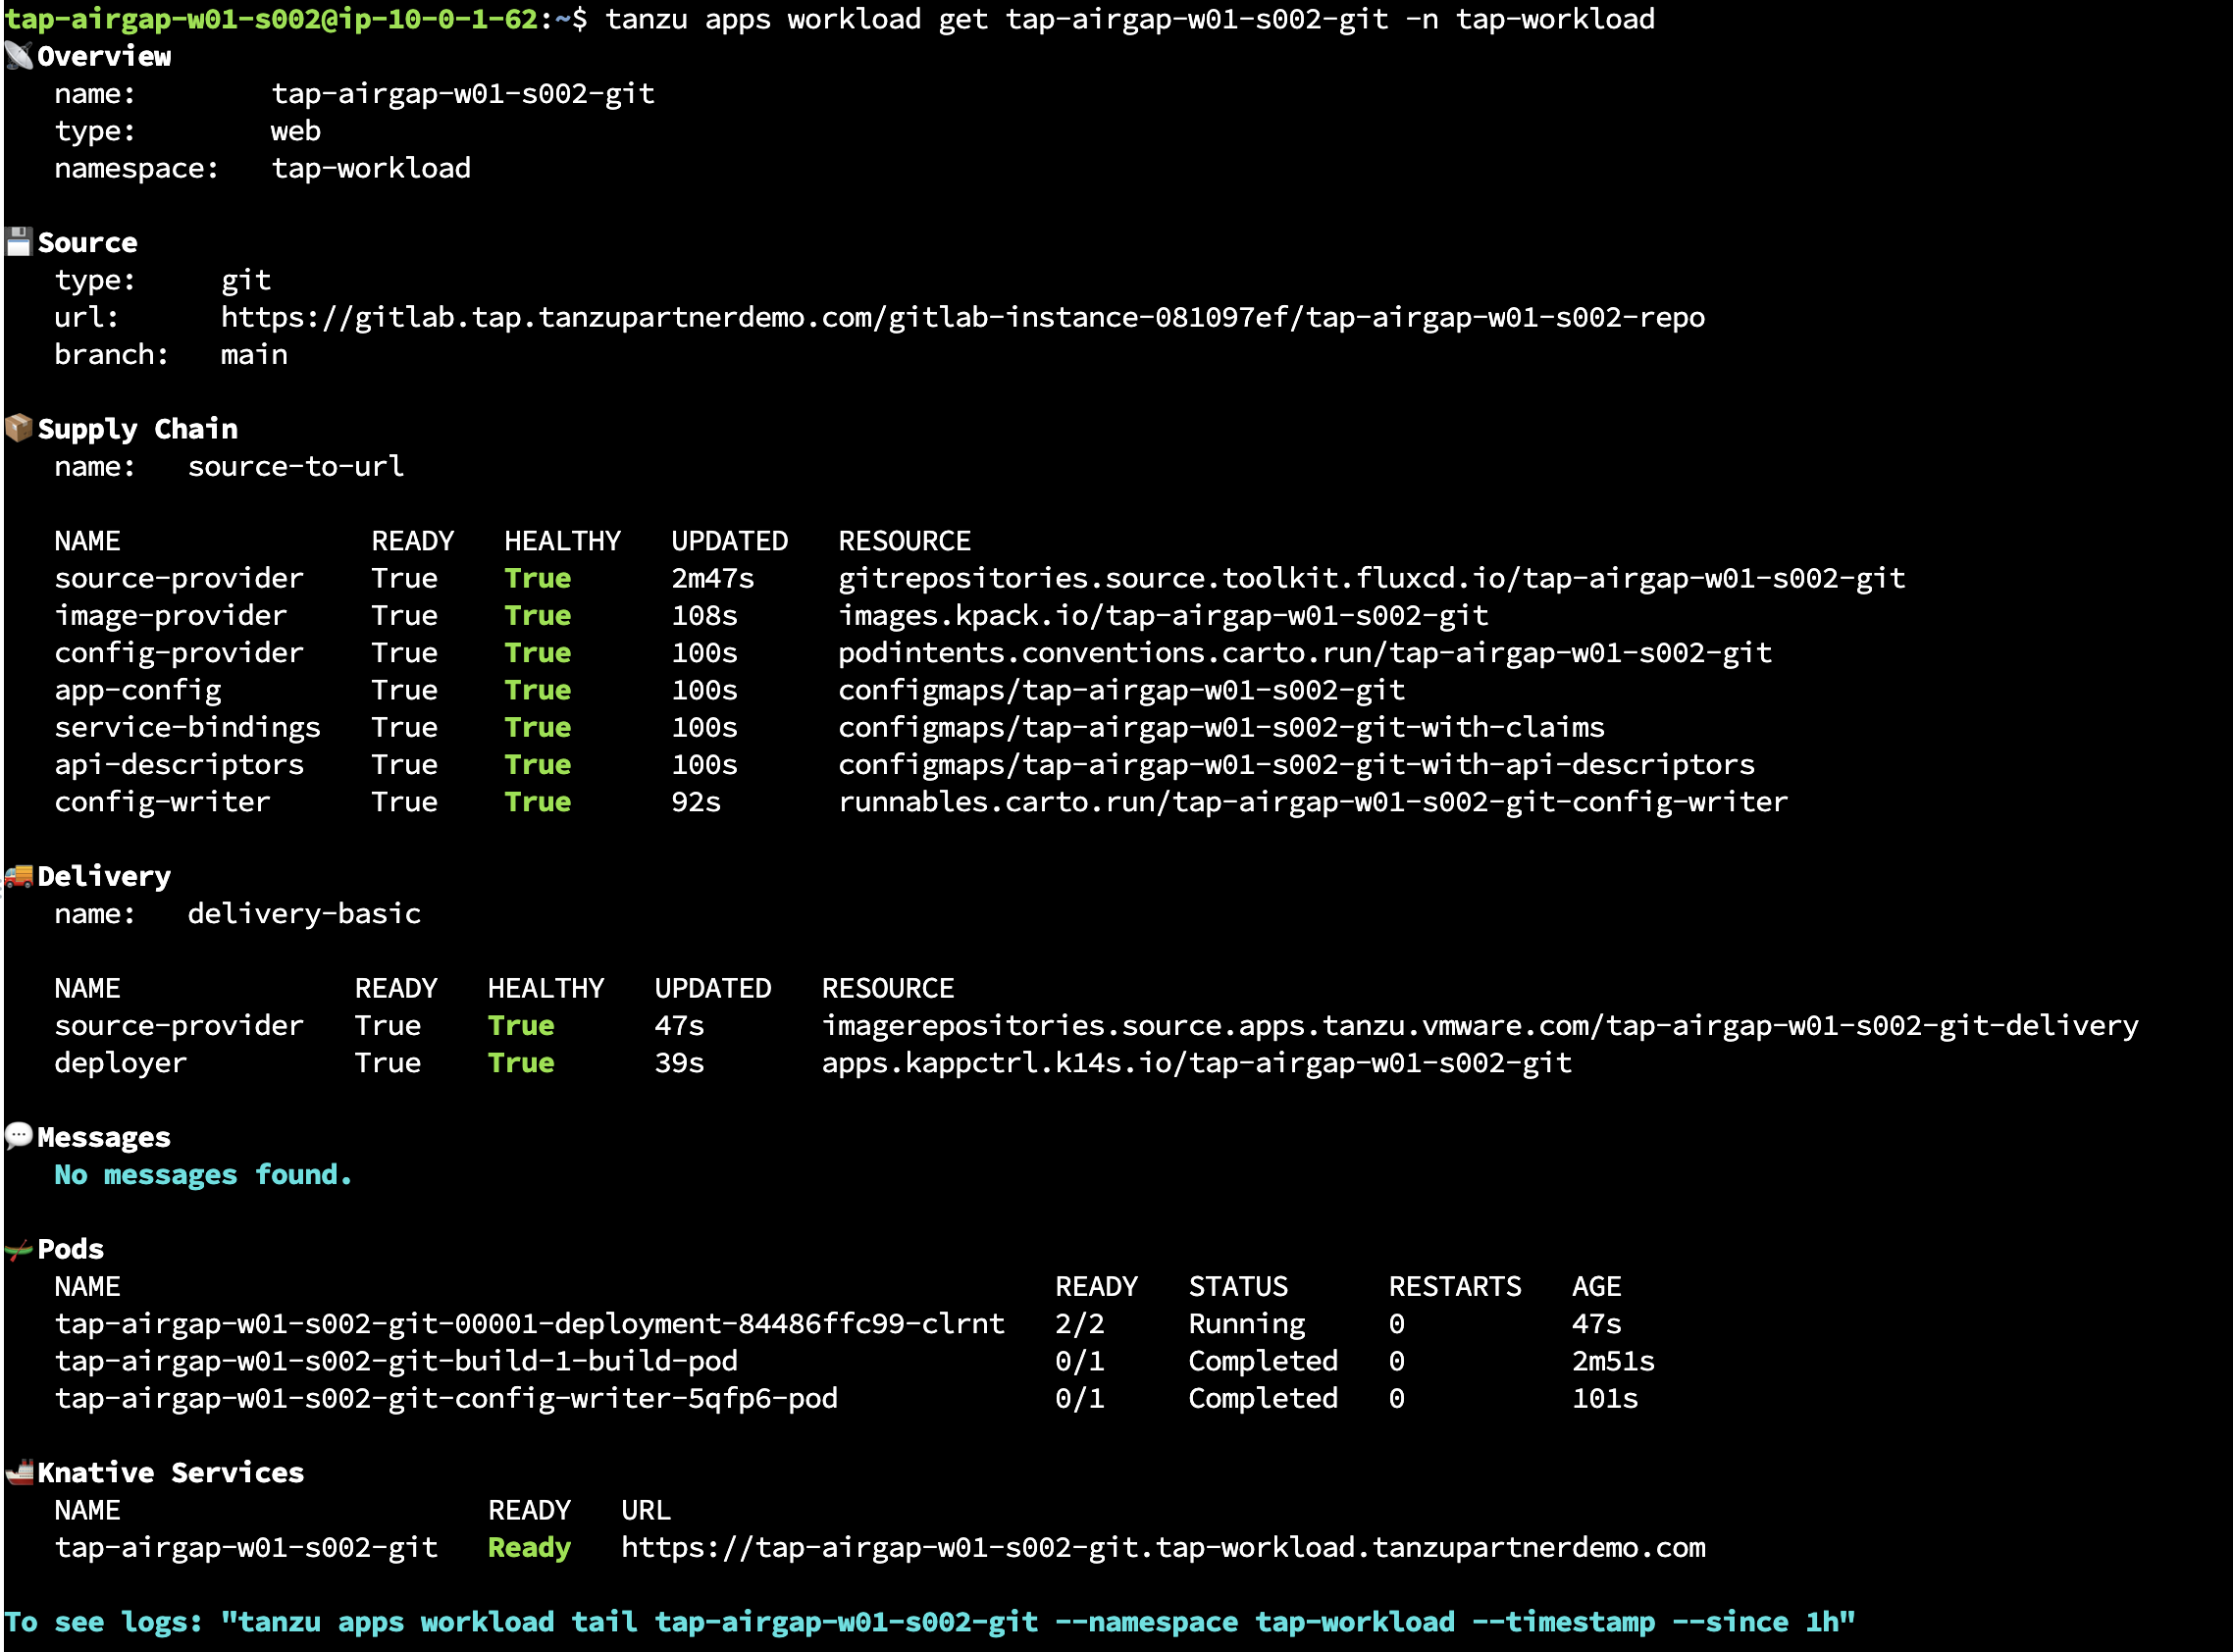 tap-airgap-w01-s002@ip-10-0-1-62:~$ tanzu apps workload get tap-airgap-w01-s002-git -n tap-workload
Overview
name: tap-airgap-w01-s002-git
type: web
namespace: tap-workload
Source
type: git
url: https://gitlab.tap.tanzupartnerdemo.com/gitlab-instance-081097ef/tap-airgap-w01-s002-repo
branch: main
Supply Chain
name: source-to-url
NAME READY HEALTHY UPDATED RESOURCE
source-provider True True 2m47s gitrepositories.source.toolkit.fluxcd.io/tap-airgap-w01-s002-git
image-provider True True 108s images.kpack.io/tap-airgap-w01-s002-git
config-provider True True 100s podintents.conventions.carto.run/tap-airgap-w01-s002-git
app-config True True 100s configmaps/tap-airgap-w01-s002-git
service-bindings True True 100s configmaps/tap-airgap-w01-s002-git-with-claims
api-descriptors True True 100s configmaps/tap-airgap-w01-s002-git-with-api-descriptors
config-writer True True 92s runnables.carto.run/tap-airgap-w01-s002-git-config-writer
Delivery
name: delivery-basic
NAME READY HEALTHY UPDATED RESOURCE
source-provider True True 47s imagerepositories.source.apps.tanzu.vmware.com/tap-airgap-w01-s002-git-delivery
deployer True True 39s apps.kappctrl.k14s.io/tap-airgap-w01-s002-git
Messages
No messages found.
Pods
NAME READY STATUS RESTARTS AGE
tap-airgap-w01-s002-git-00001-deployment-84486ffc99-clrnt 2/2 Running 0 47s
tap-airgap-w01-s002-git-build-1-build-pod 0/1 Completed 0 2m51s
tap-airgap-w01-s002-git-config-writer-5qfp6-pod 0/1 Completed 0 101s
Knative Services
NAME READY URL
tap-airgap-w01-s002-git Ready https://tap-airgap-w01-s002-git.tap-workload.tanzupartnerdemo.com
To see logs: "tanzu apps workload tail tap-airgap-w01-s002-git --namespace tap-workload --timestamp --since 1h"